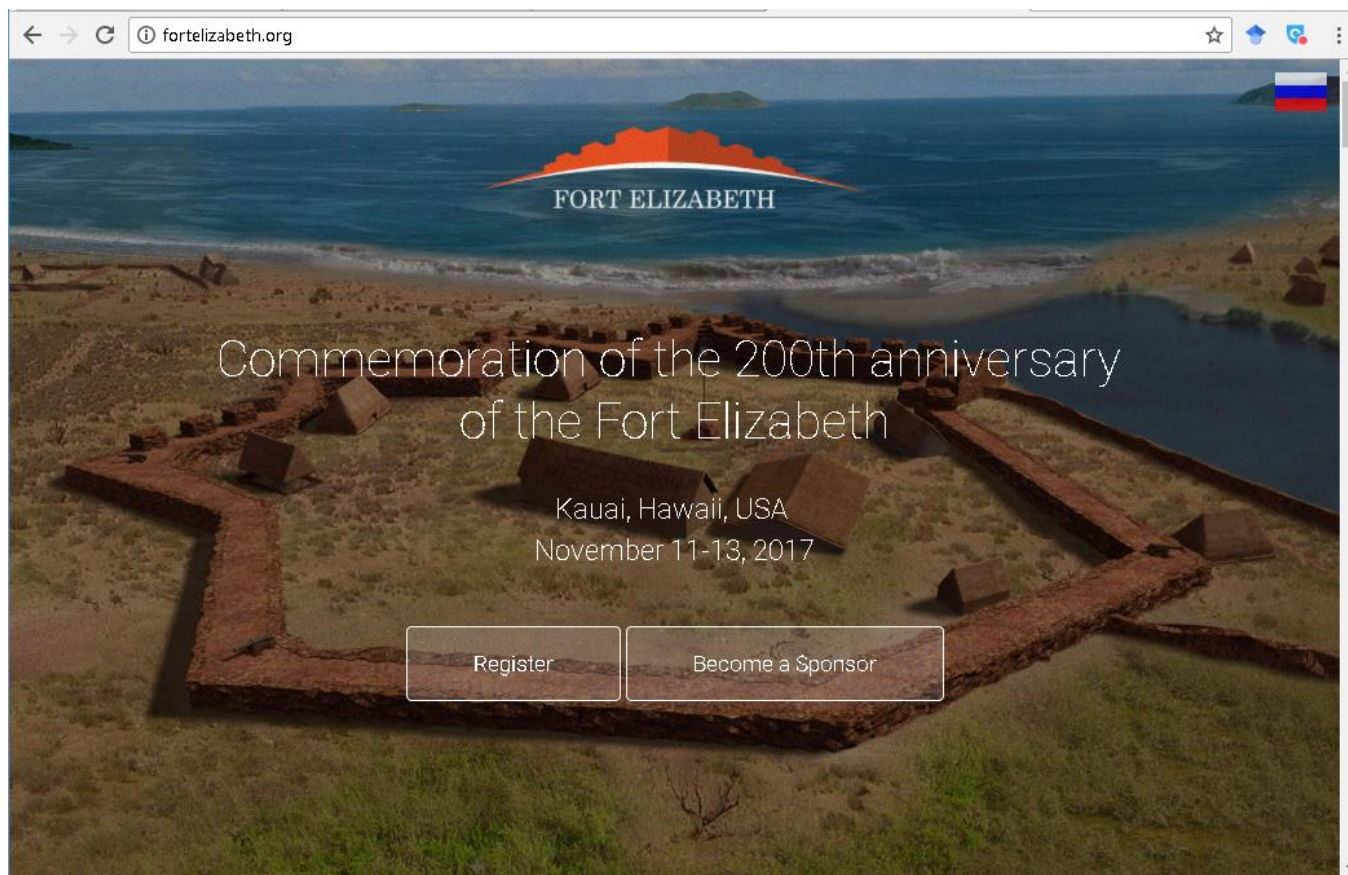 fortelizabeth.org
FORT ELIZABETH
Commemoration of the 200th anniversary
of the Fort Elizabeth
Kauai, Hawaii, USA
November 11-13, 2017
Register
Become a Sponsor